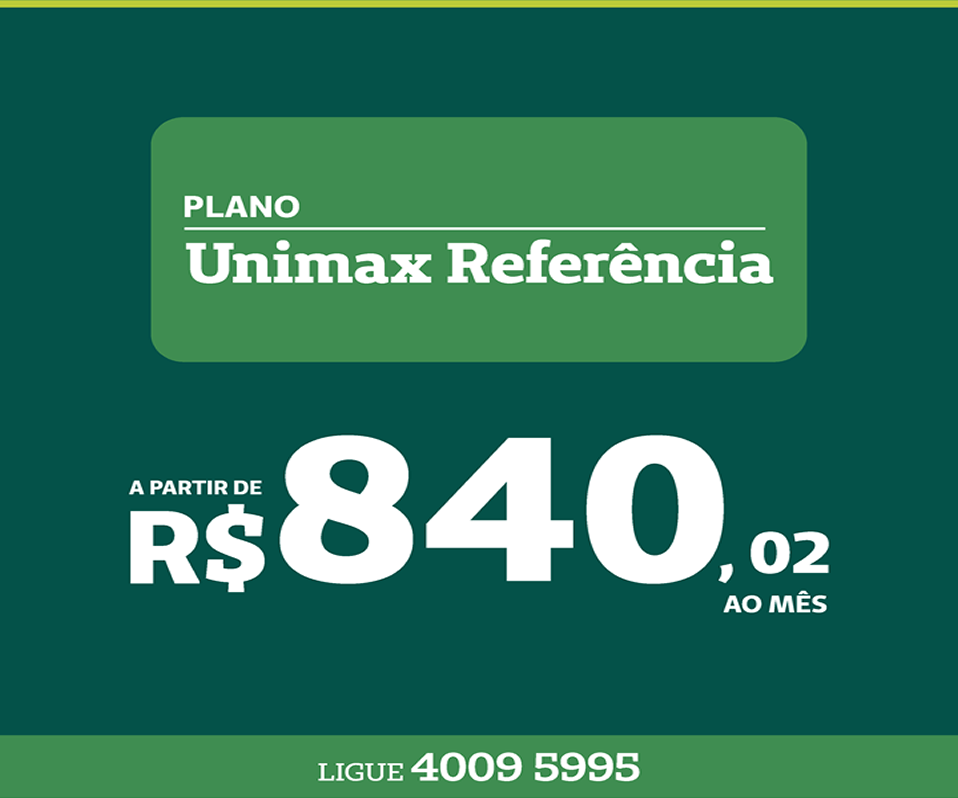 PLANO
Unimax Referência
A PARTIR DE
R$840,02
AO MÊS
LIGUE 4009 5995